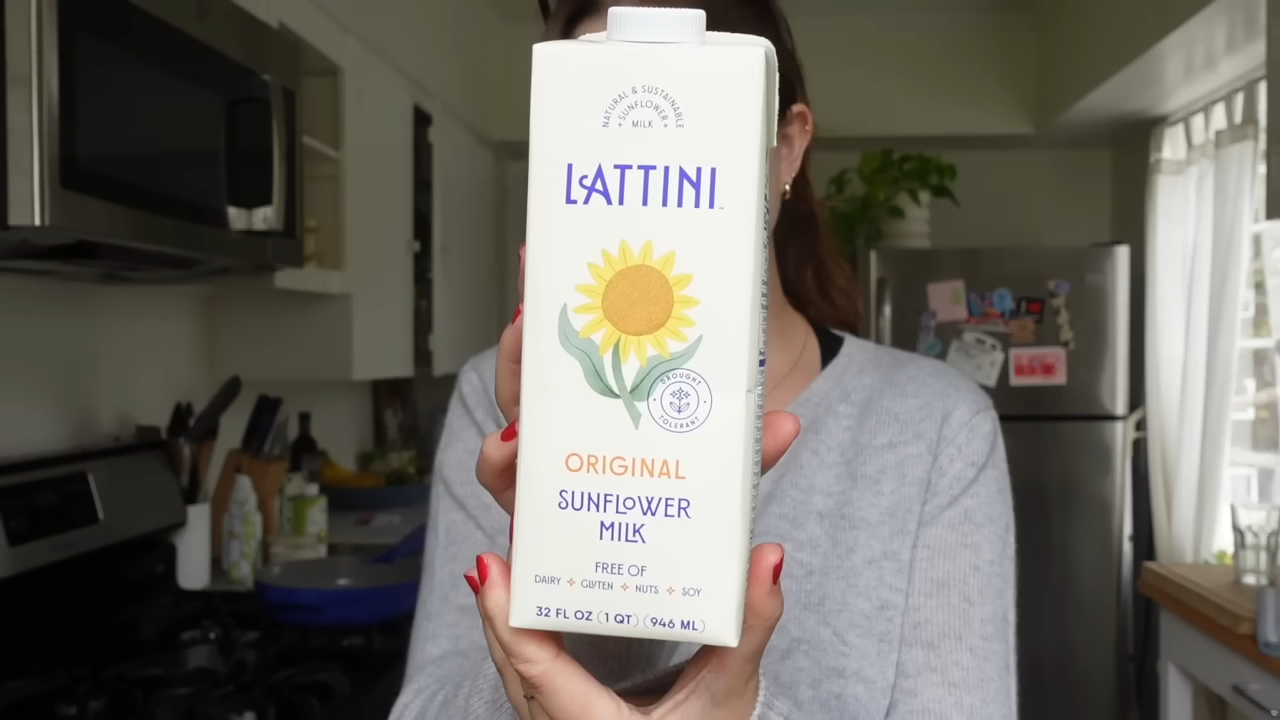 NATURAL & SUSTAINABLE
SUNFLOWER
MILK
LATTINI
DROUGHT
TOLERANT
ORIGINAL
SUNFLOWER
MILK
FREE OF
DAIRY ✧ GLUTEN ✧ NUTS ✧ SOY
32 FL OZ (1 QT) (946 ML)